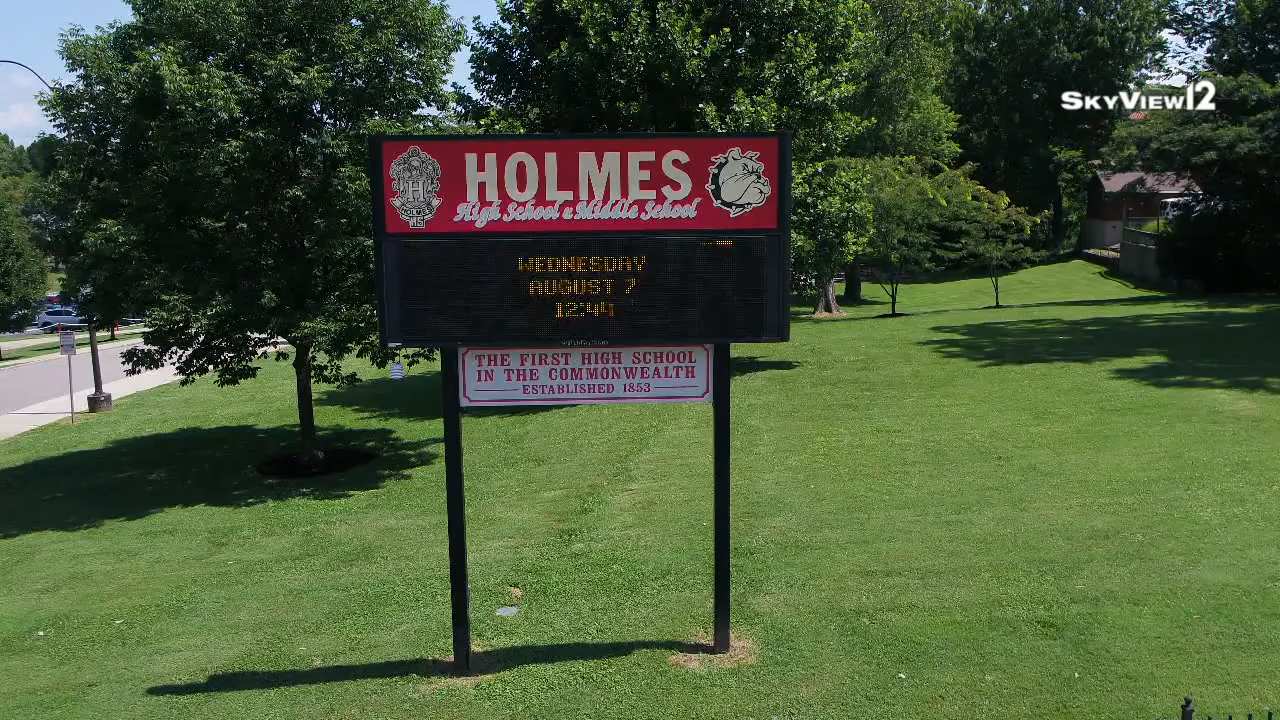 SKYVIEW12
HOLMES
High School & Middle School
H
HOLMES
WEDNESDAY
AUGUST 7
12:44
THE FIRST HIGH SCHOOL
IN THE COMMONWEALTH
ESTABLISHED 1853